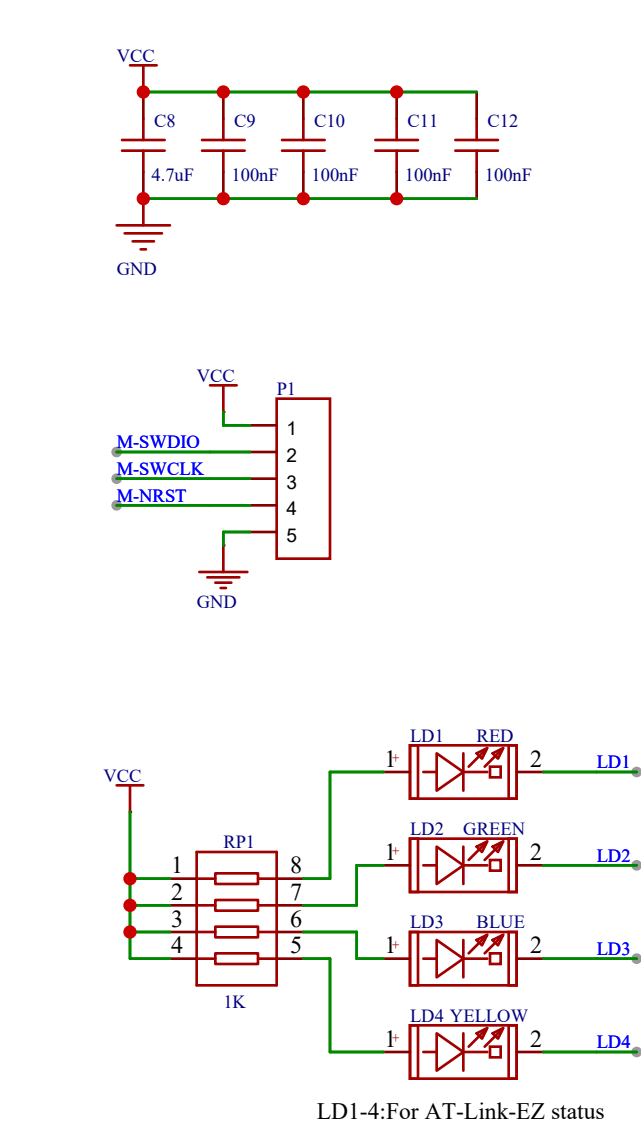 VCC
C8 C9 C10 C11 C12
4.7uF 100nF 100nF 100nF 100nF
GND
VCC
P1
1
M-SWDIO 2
M-SWCLK 3
M-NRST 4
5
GND
LD1 RED
1+ 2 LD1
VCC
LD2 GREEN
RP1
1+ 2 LD2
1 8
2 7
3 6
LD3 BLUE
4 5
1+ 2 LD3
1K
LD4 YELLOW
1+ 2 LD4
LD1-4:For AT-Link-EZ status